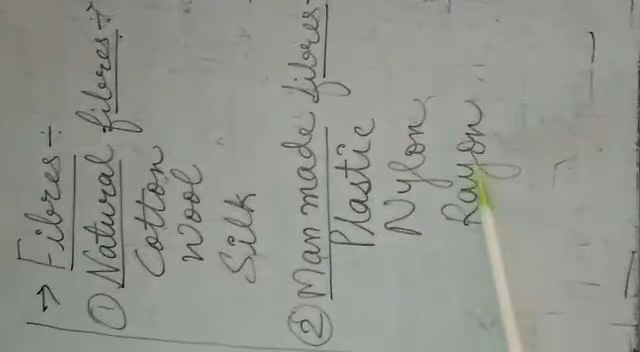 → Fibres :-
① Natural fibres :-
Cotton
Wool
Silk
② Man made fibres -
Plastic
Nylon
Rayon